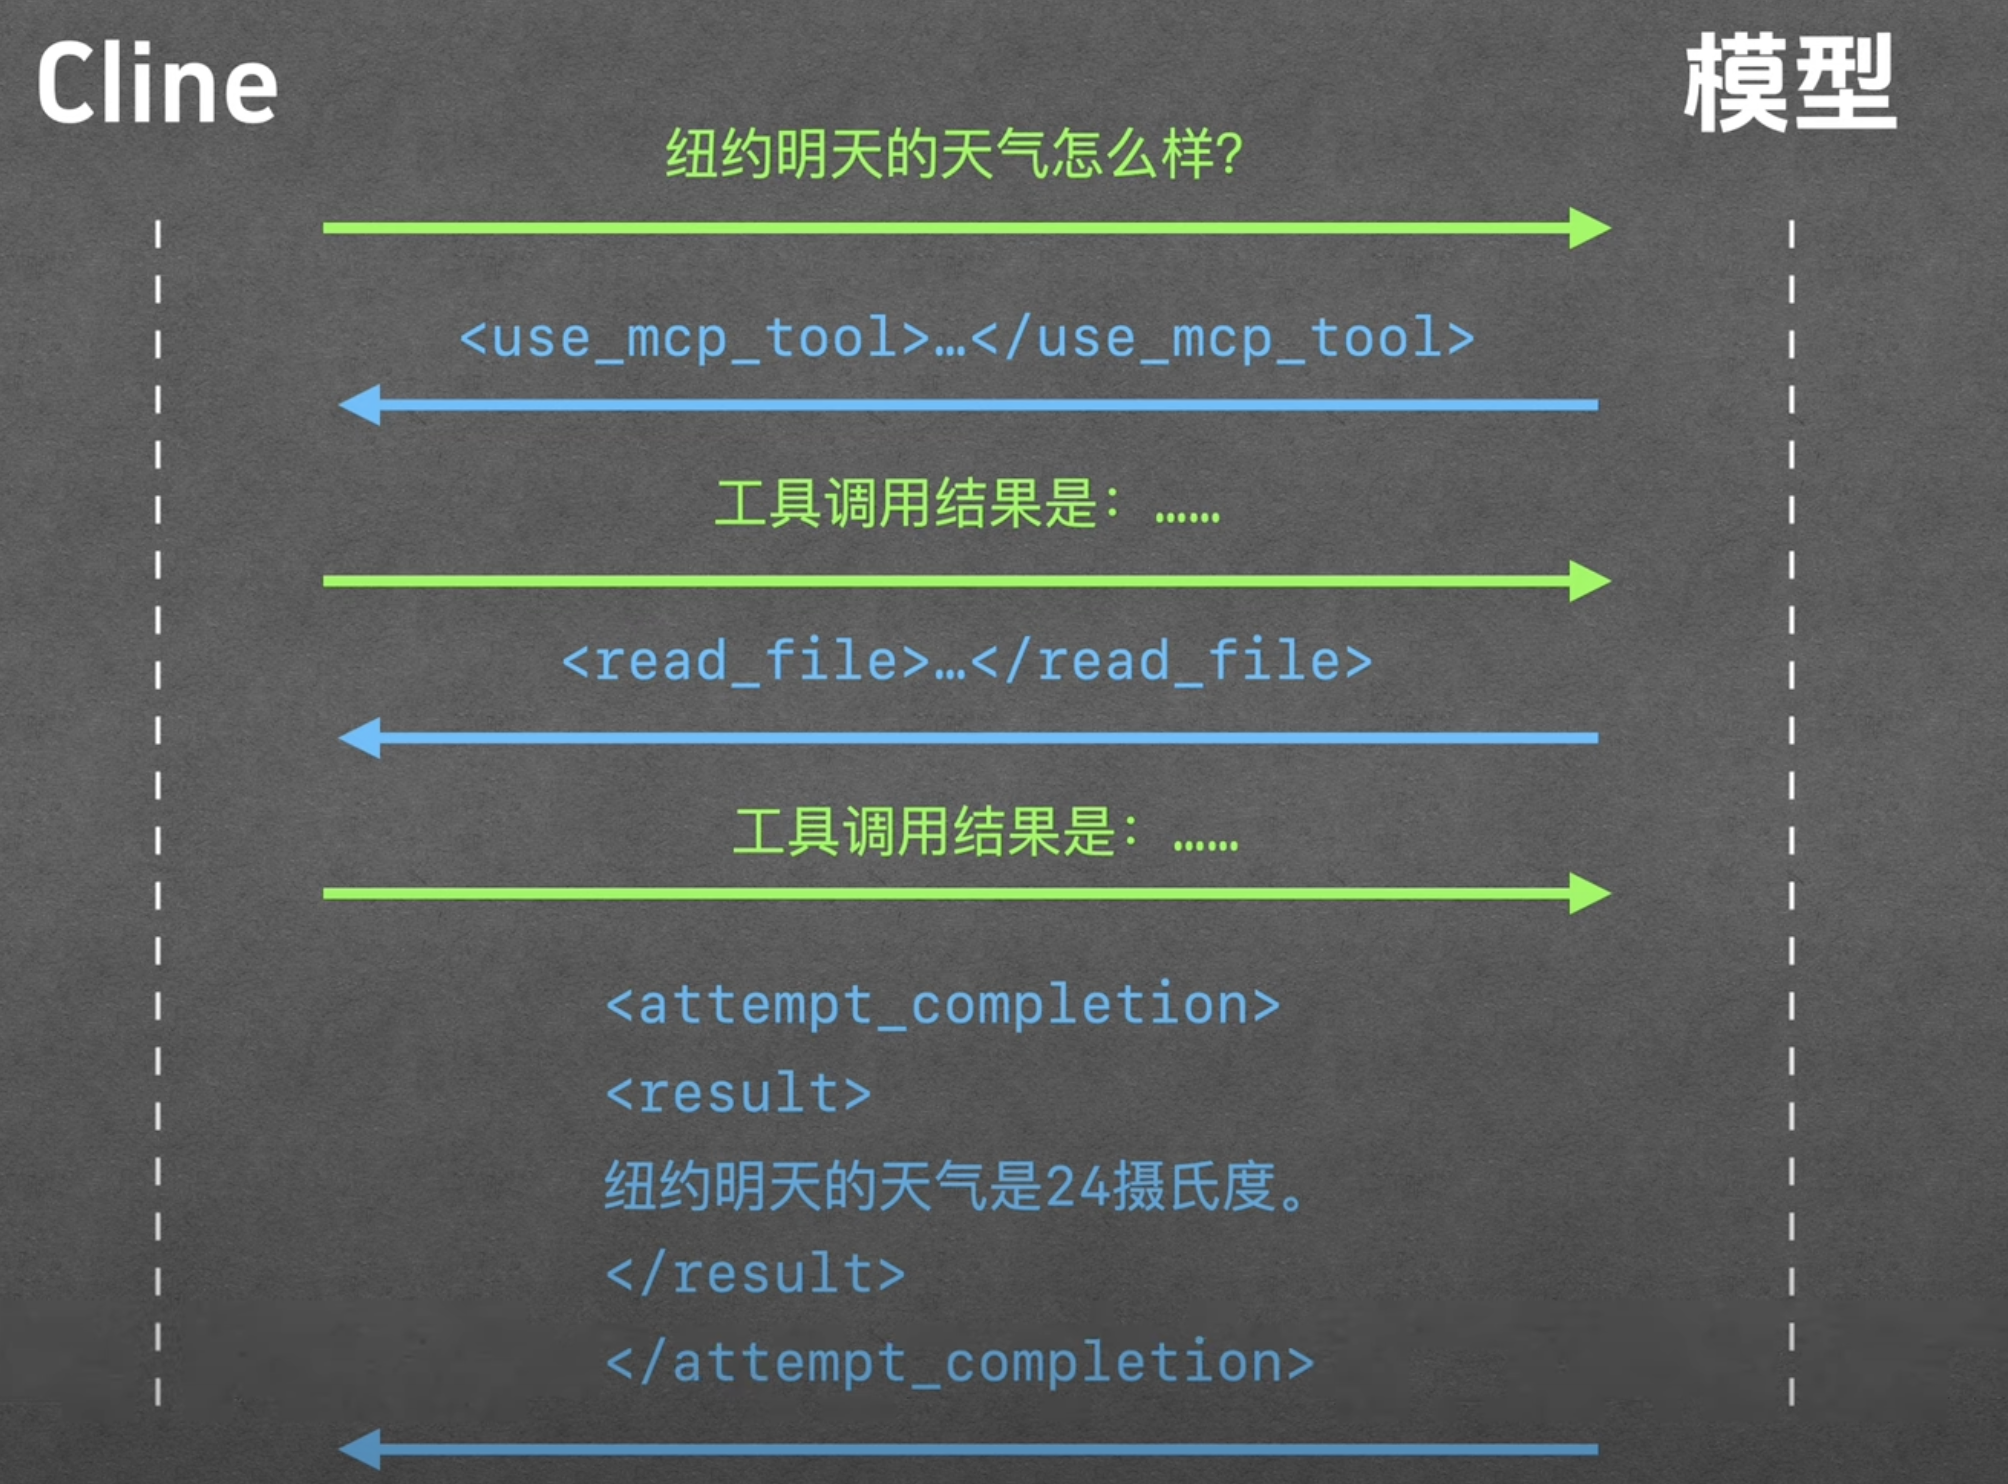 Cline
模型
纽约明天的天气怎么样？
<use_mcp_tool>…</use_mcp_tool>
工具调用结果是：……
<read_file>…</read_file>
工具调用结果是：……
<attempt_completion>
<result>
纽约明天的天气是24摄氏度。
</result>
</attempt_completion>